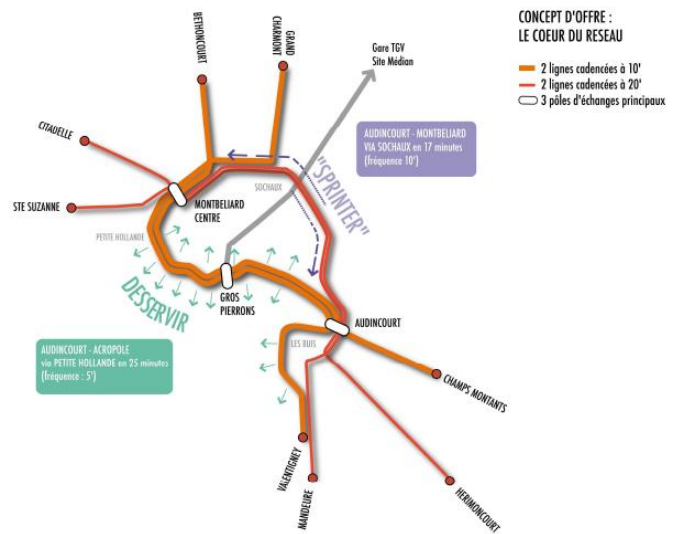 CONCEPT D'OFFRE :
LE COEUR DU RESEAU
2 lignes cadencées à 10'
2 lignes cadencées à 20'
3 pôles d'échanges principaux
BETHONCOURT
GRAND
CHARMONT
Gare TGV
Site Médian
CITADELLE
AUDINCOURT - MONTBELIARD
VIA SOCHAUX en 17 minutes
(fréquence 10')
"SPRINTER"
SOCHAUX
STE SUZANNE
MONTBELIARD
CENTRE
PETITE HOLLANDE
DESSERVIR
GROS
PIERRONS
AUDINCOURT
LES BUIS
AUDINCOURT - ACROPOLE
via PETITE HOLLANDE en 25 minutes
(fréquence : 5')
CHAMPS MONTANTS
VALENTIGNEY
MANDEURE
HERIMONCOURT